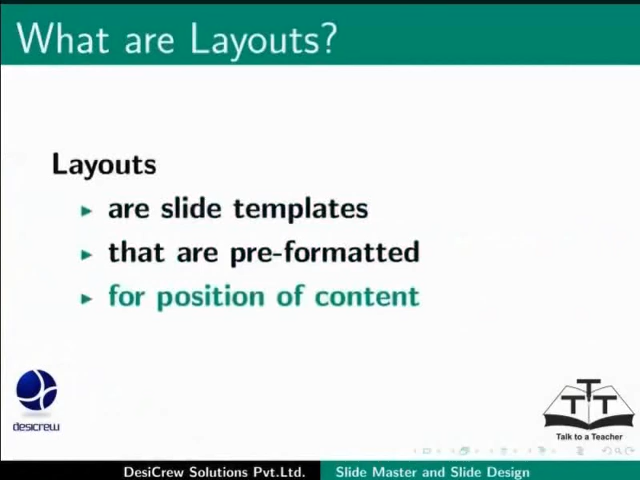 What are Layouts?
Layouts
▸ are slide templates
▸ that are pre-formatted
▸ for position of content
desicrew
T T T
Talk to a Teacher
DesiCrew Solutions Pvt.Ltd. Slide Master and Slide Design